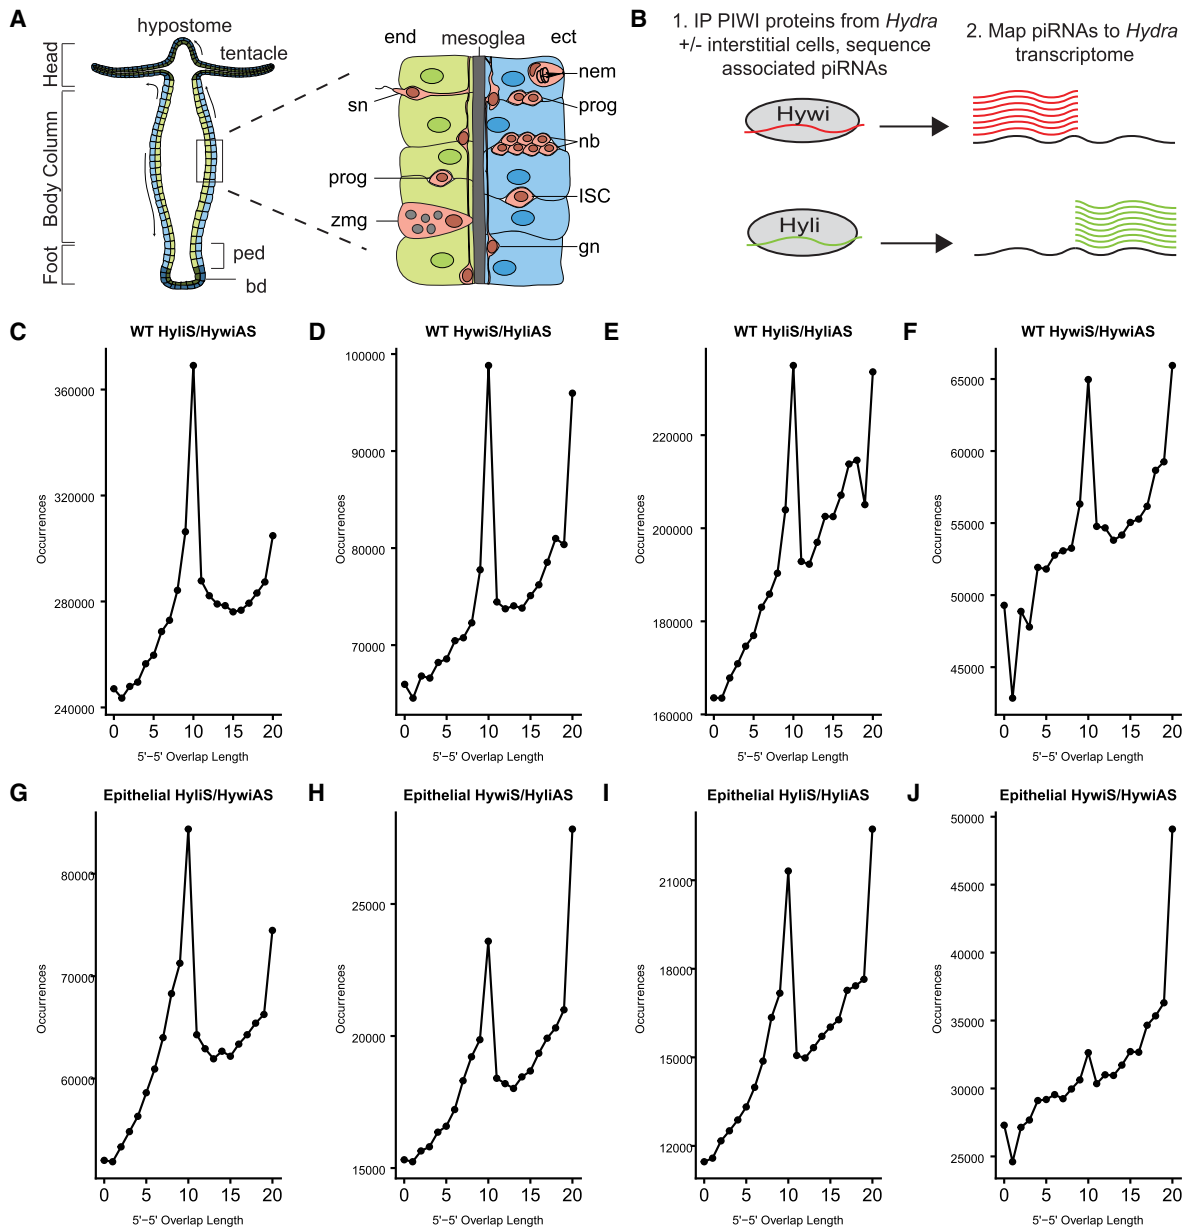 A
hypostome
tentacle
Head
Body Column
Foot
ped
bd
end
mesoglea
ect
sn
prog
zmg
nem
prog
nb
ISC
gn
B
1. IP PIWI proteins from Hydra
+/- interstitial cells, sequence
associated piRNAs
2. Map piRNAs to Hydra
transcriptome
Hywi
Hyli
C
WT HyliS/HywiAS
Occurrences
360000
320000
280000
240000
0 5 10 15 20
5'−5' Overlap Length
D
WT HywiS/HyliAS
Occurrences
100000
90000
80000
70000
0 5 10 15 20
5'−5' Overlap Length
E
WT HyliS/HyliAS
Occurrences
220000
200000
180000
160000
0 5 10 15 20
5'−5' Overlap Length
F
WT HywiS/HywiAS
Occurrences
65000
60000
55000
50000
45000
0 5 10 15 20
5'−5' Overlap Length
G
Epithelial HyliS/HywiAS
Occurrences
80000
70000
60000
0 5 10 15 20
5'−5' Overlap Length
H
Epithelial HywiS/HyliAS
Occurrences
25000
20000
15000
0 5 10 15 20
5'−5' Overlap Length
I
Epithelial HyliS/HyliAS
Occurrences
21000
18000
15000
12000
0 5 10 15 20
5'−5' Overlap Length
J
Epithelial HywiS/HywiAS
Occurrences
50000
45000
40000
35000
30000
25000
0 5 10 15 20
5'−5' Overlap Length